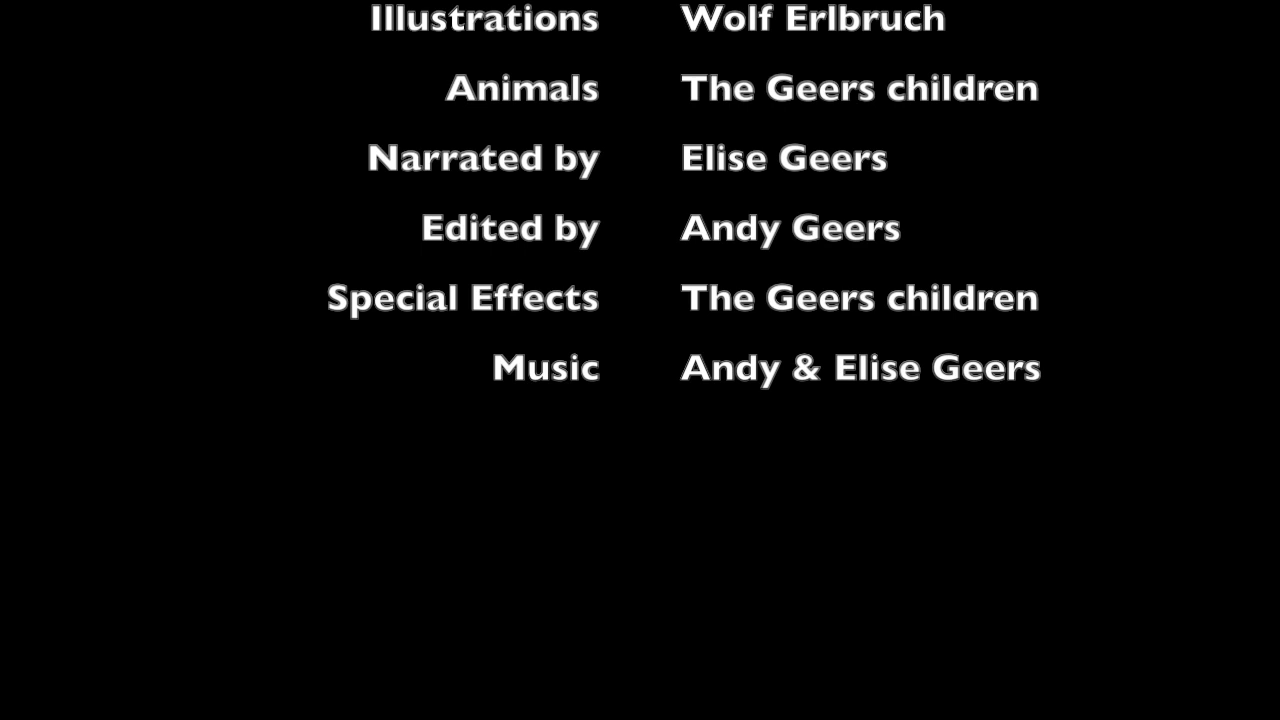 Illustrations Wolf Erlbruch
Animals The Geers children
Narrated by Elise Geers
Edited by Andy Geers
Special Effects The Geers children
Music Andy & Elise Geers